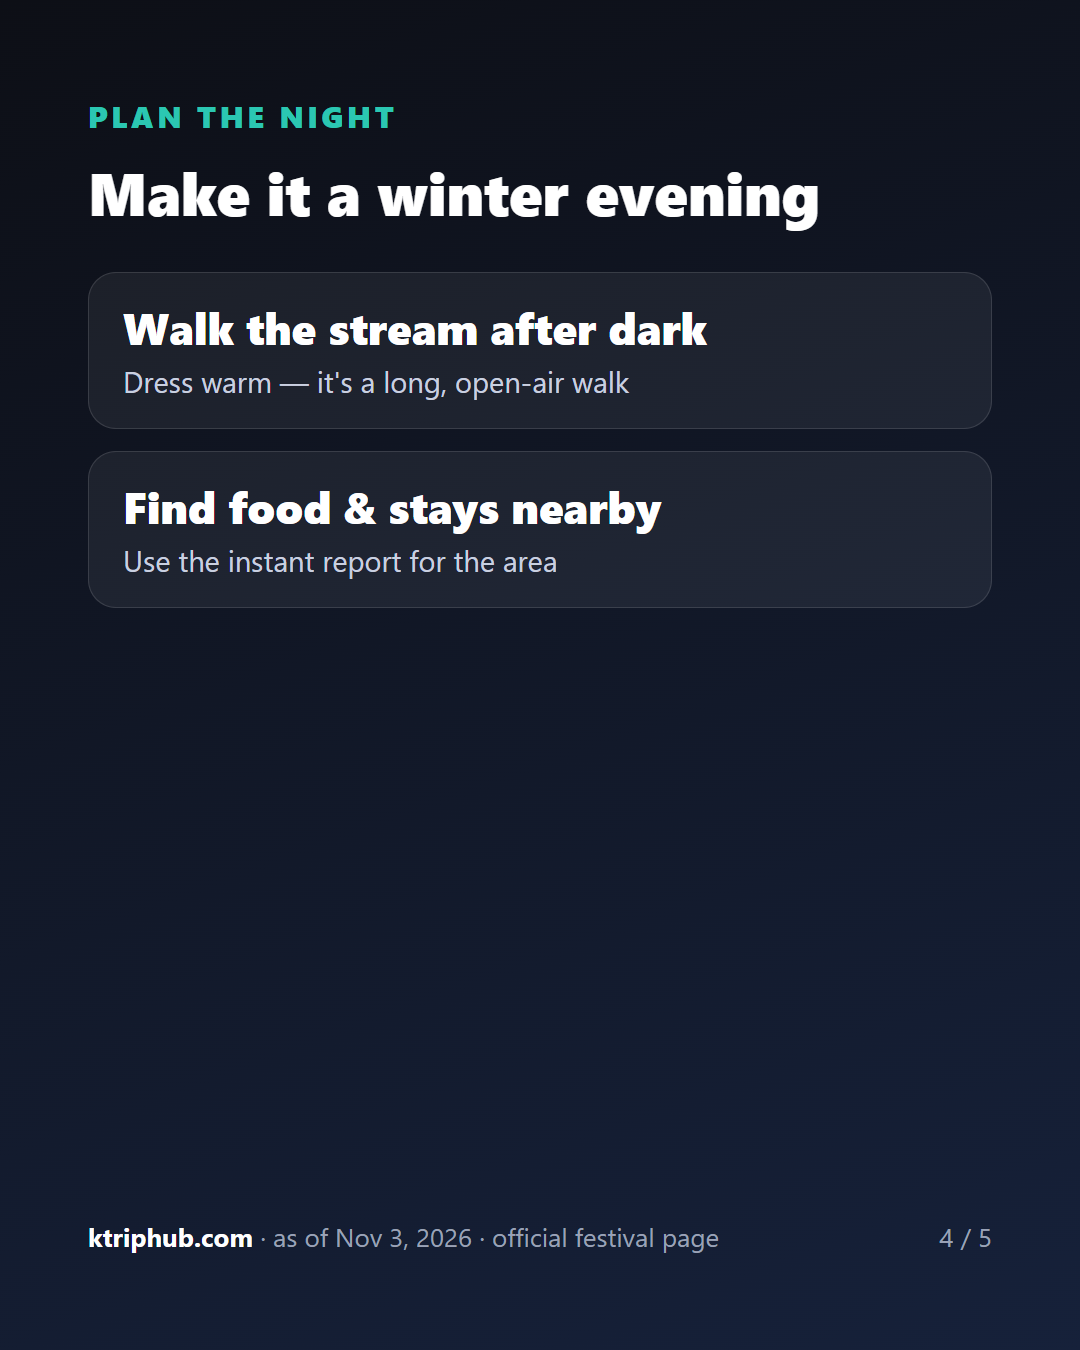 PLAN THE NIGHT
Make it a winter evening
Walk the stream after dark
Dress warm — it's a long, open-air walk
Find food & stays nearby
Use the instant report for the area
ktriphub.com · as of Nov 3, 2026 · official festival page 4 / 5